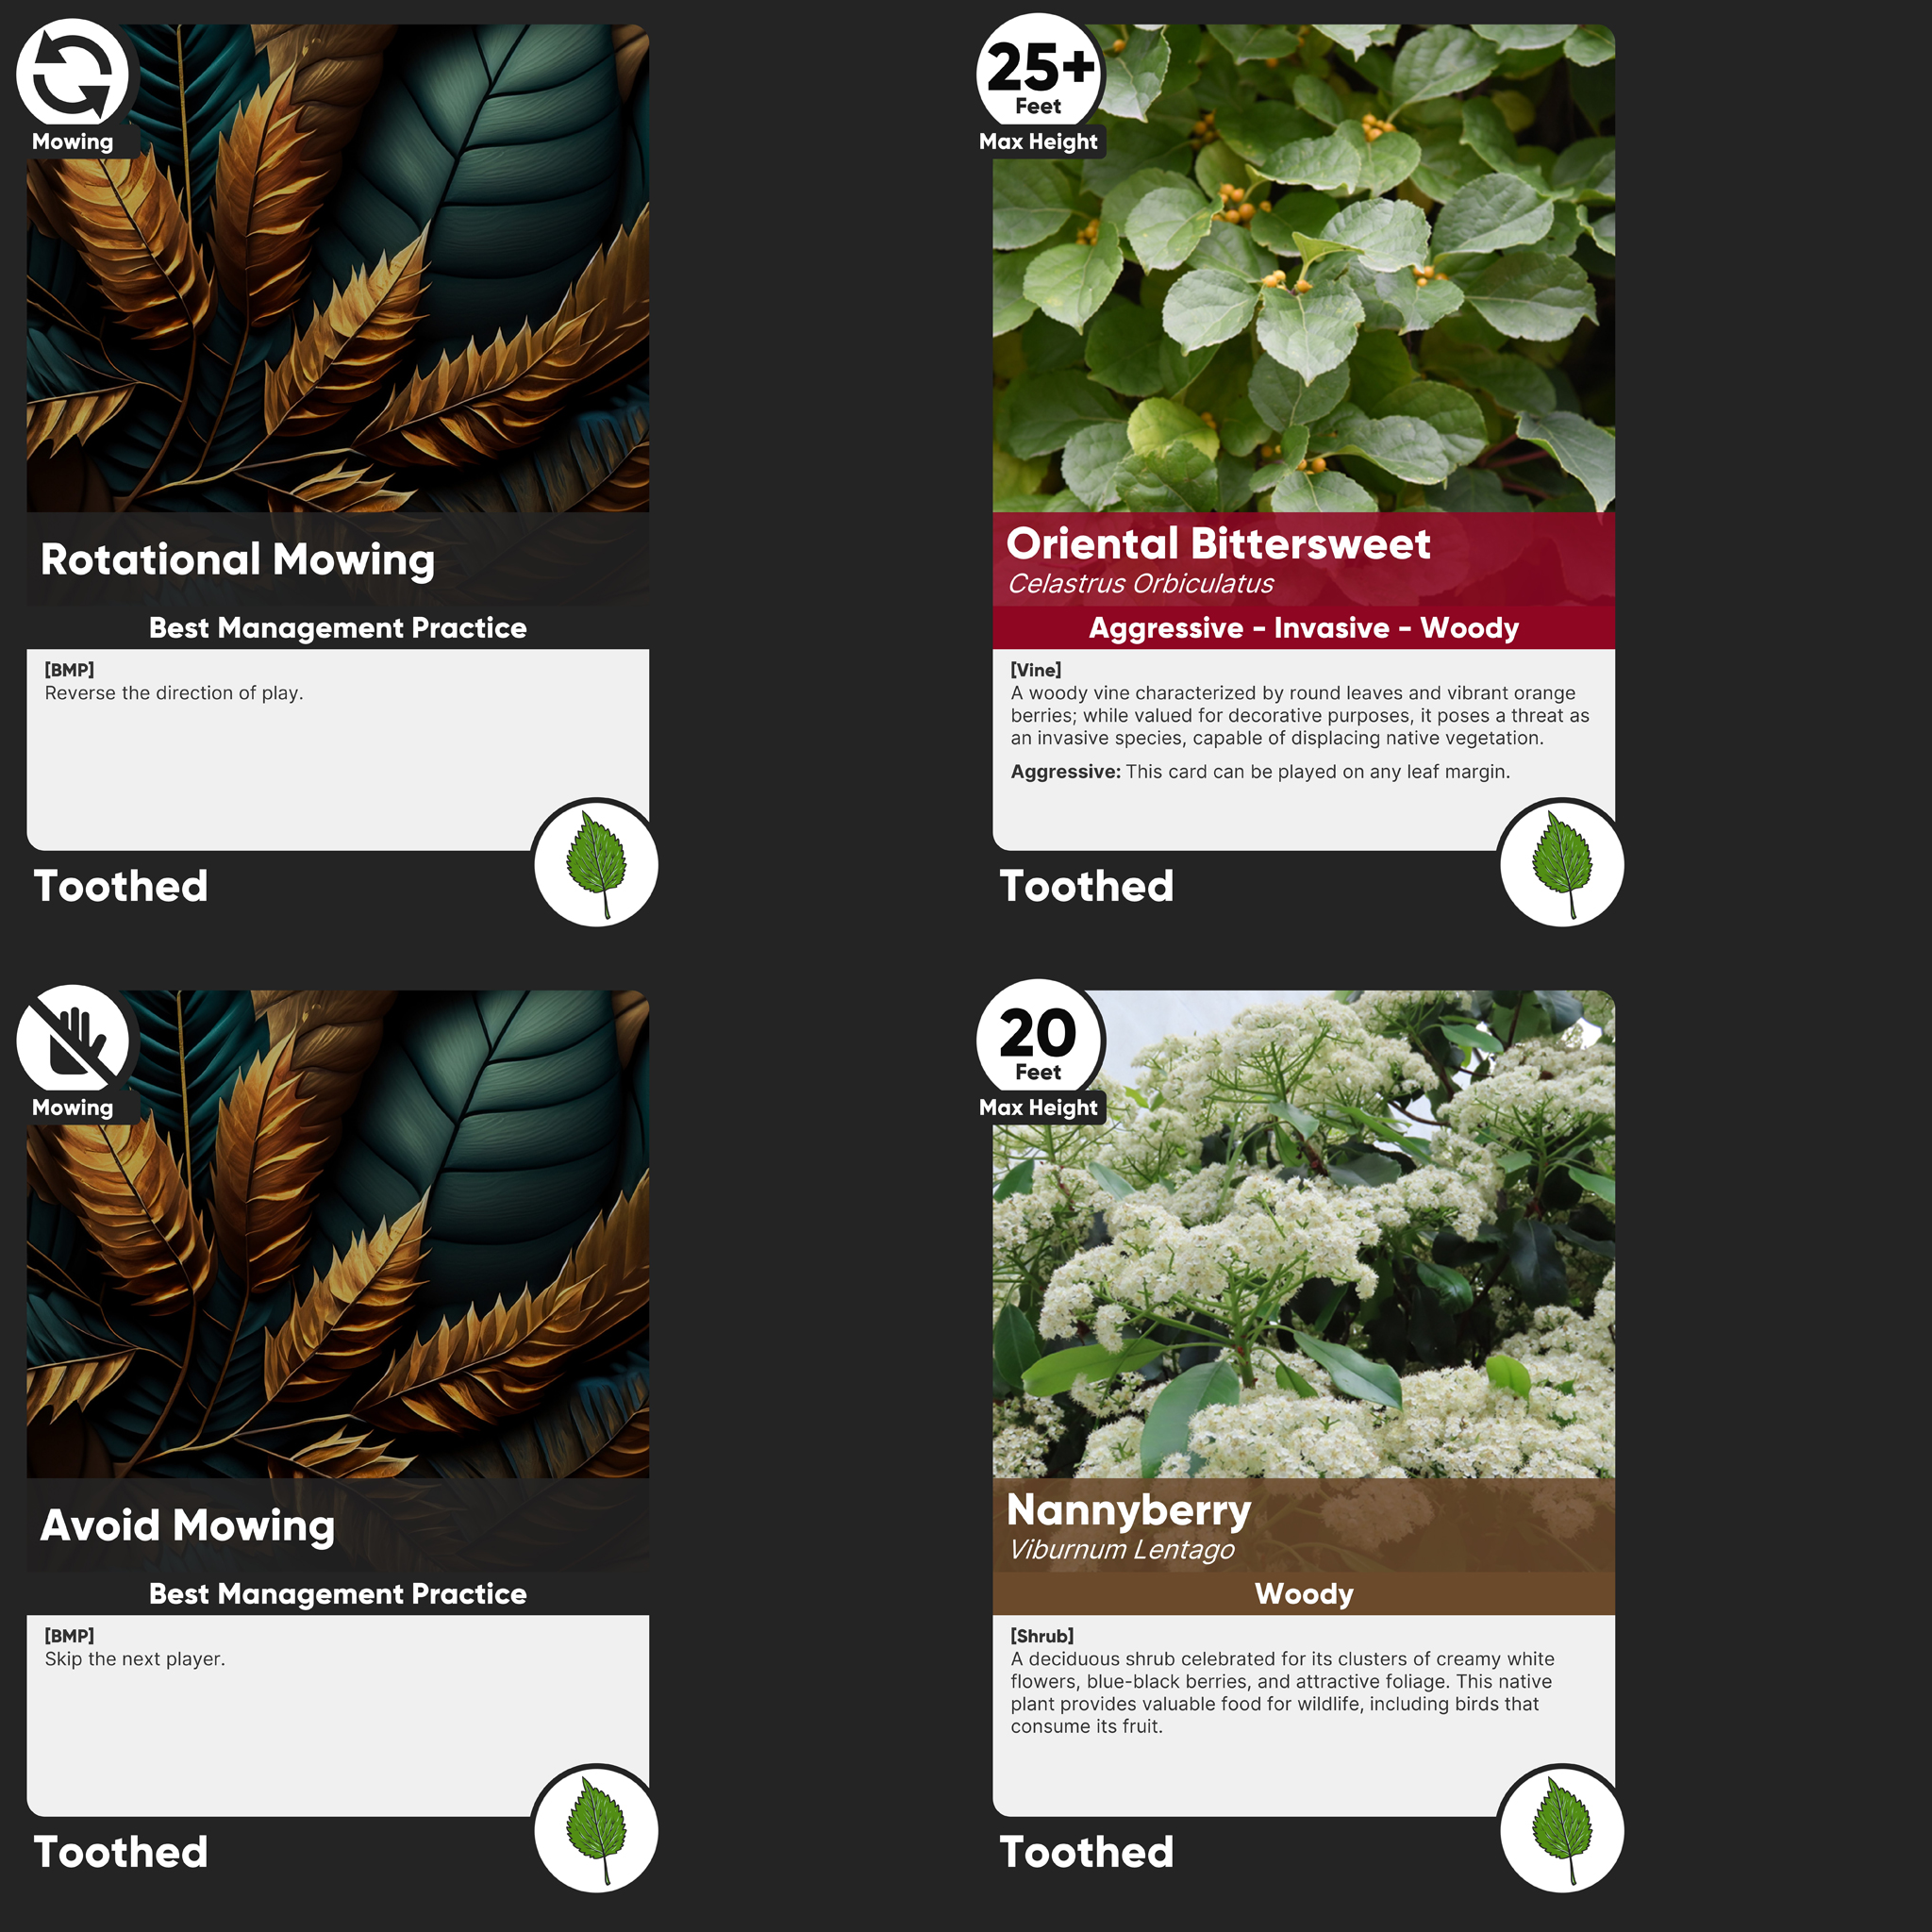 Mowing
Rotational Mowing
Best Management Practice
[BMP]
Reverse the direction of play.
Toothed
25+
Feet
Max Height
Oriental Bittersweet
Celastrus Orbiculatus
Aggressive - Invasive - Woody
[Vine]
A woody vine characterized by round leaves and vibrant orange
berries; while valued for decorative purposes, it poses a threat as
an invasive species, capable of displacing native vegetation.
Aggressive: This card can be played on any leaf margin.
Toothed
Mowing
Avoid Mowing
Best Management Practice
[BMP]
Skip the next player.
Toothed
20
Feet
Max Height
Nannyberry
Viburnum Lentago
Woody
[Shrub]
A deciduous shrub celebrated for its clusters of creamy white
flowers, blue-black berries, and attractive foliage. This native
plant provides valuable food for wildlife, including birds that
consume its fruit.
Toothed